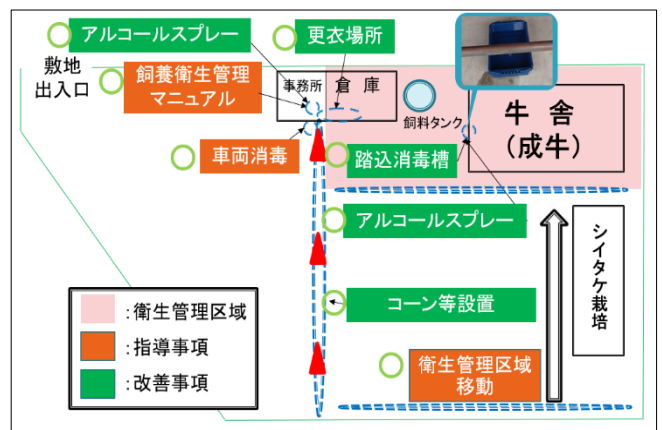 アルコールスプレー
更衣場所
敷地
出入口
飼養衛生管理
マニュアル
事務所
倉庫
飼料タンク
牛舎
(成牛)
車両消毒
踏込消毒槽
アルコールスプレー
シイタケ栽培
コーン等設置
衛生管理区域
移動
:衛生管理区域
:指導事項
:改善事項